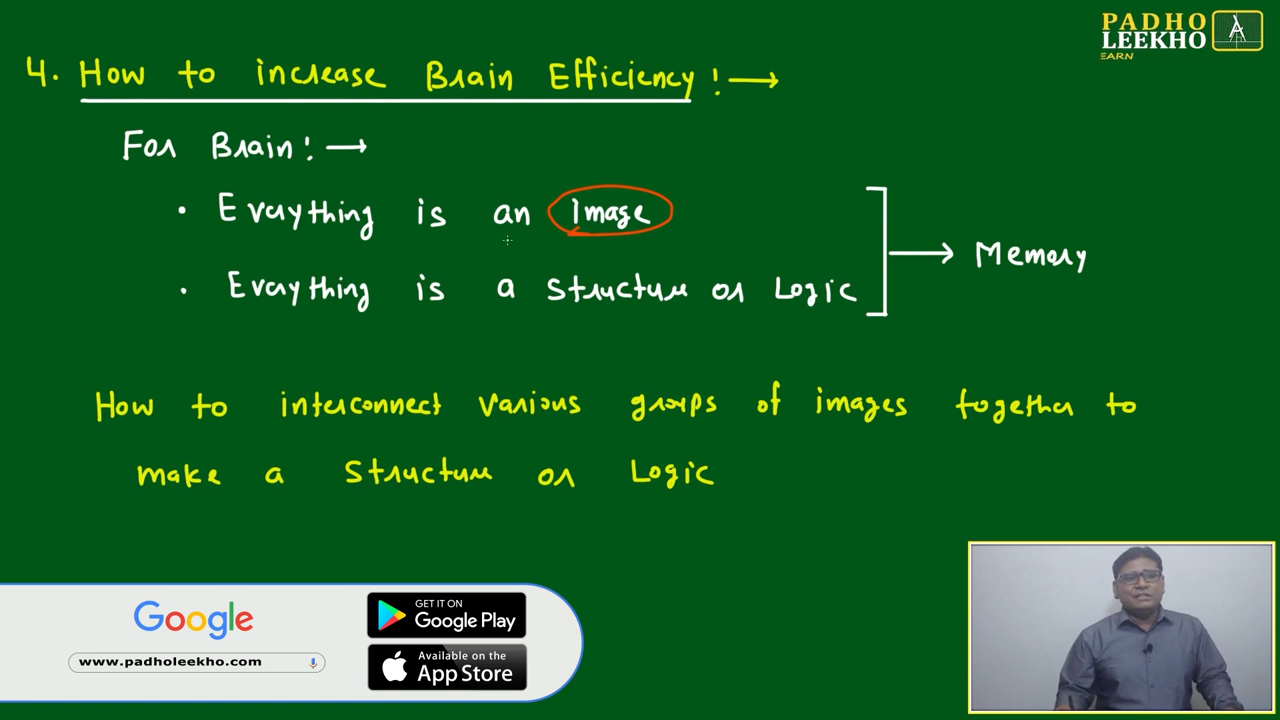 PADHO
LEEKHO
EARN
4. How to increase Brain Efficiency :→
For Brain :→
• Everything is an image
• Everything is a Structure or Logic
→ Memory
How to interconnect various groups of images together to
make a Structure or Logic
Google
www.padholeekho.com
GET IT ON
Google Play
Available on the
App Store